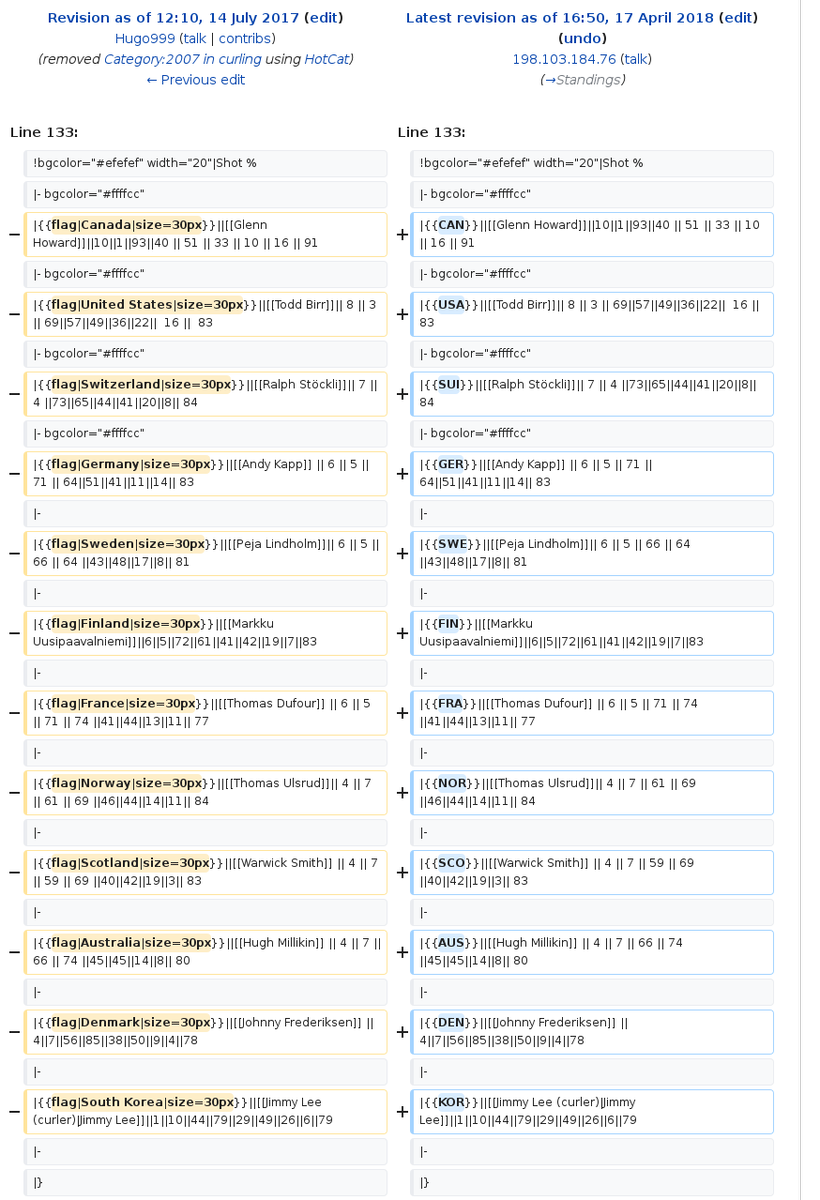 Revision as of 12:10, 14 July 2017 (edit)
Hugo999 (talk | contribs)
(removed Category:2007 in curling using HotCat)
← Previous edit
Latest revision as of 16:50, 17 April 2018 (edit)
(undo)
198.103.184.76 (talk)
(→Standings)
Line 133:
Line 133:
!bgcolor="#efefef" width="20"|Shot %
!bgcolor="#efefef" width="20"|Shot %
|- bgcolor="#ffffcc"
|- bgcolor="#ffffcc"
− |{{flag|Canada|size=30px}}||[[Glenn
Howard]]||10||1||93||40 || 51 || 33 || 10 || 16 || 91
+ |{{CAN}}||[[Glenn Howard]]||10||1||93||40 || 51 || 33 || 10
|| 16 || 91
|- bgcolor="#ffffcc"
|- bgcolor="#ffffcc"
− |{{flag|United States|size=30px}}||[[Todd Birr]]|| 8 || 3
|| 69||57||49||36||22||  16 ||  83
+ |{{USA}}||[[Todd Birr]]|| 8 || 3 || 69||57||49||36||22||  16 ||
83
|- bgcolor="#ffffcc"
|- bgcolor="#ffffcc"
− |{{flag|Switzerland|size=30px}}||[[Ralph Stöckli]]|| 7 ||
4 ||73||65||44||41||20||8|| 84
+ |{{SUI}}||[[Ralph Stöckli]]|| 7 || 4 ||73||65||44||41||20||8||
84
|- bgcolor="#ffffcc"
|- bgcolor="#ffffcc"
− |{{flag|Germany|size=30px}}||[[Andy Kapp]] || 6 || 5 ||
71 || 64||51||41||11||14|| 83
+ |{{GER}}||[[Andy Kapp]] || 6 || 5 || 71 ||
64||51||41||11||14|| 83
|-
|-
− |{{flag|Sweden|size=30px}}||[[Peja Lindholm]]|| 6 || 5 ||
66 || 64 ||43||48||17||8|| 81
+ |{{SWE}}||[[Peja Lindholm]]|| 6 || 5 || 66 || 64
||43||48||17||8|| 81
|-
|-
− |{{flag|Finland|size=30px}}||[[Markku
Uusipaavalniemi]]||6||5||72||61||41||42||19||7||83
+ |{{FIN}}||[[Markku
Uusipaavalniemi]]||6||5||72||61||41||42||19||7||83
|-
|-
− |{{flag|France|size=30px}}||[[Thomas Dufour]] || 6 || 5
|| 71 || 74 ||41||44||13||11|| 77
+ |{{FRA}}||[[Thomas Dufour]] || 6 || 5 || 71 || 74
||41||44||13||11|| 77
|-
|-
− |{{flag|Norway|size=30px}}||[[Thomas Ulsrud]]|| 4 || 7
|| 61 || 69 ||46||44||14||11|| 84
+ |{{NOR}}||[[Thomas Ulsrud]]|| 4 || 7 || 61 || 69
||46||44||14||11|| 84
|-
|-
− |{{flag|Scotland|size=30px}}||[[Warwick Smith]] || 4 || 7
|| 59 || 69 ||40||42||19||3|| 83
+ |{{SCO}}||[[Warwick Smith]] || 4 || 7 || 59 || 69
||40||42||19||3|| 83
|-
|-
− |{{flag|Australia|size=30px}}||[[Hugh Millikin]] || 4 || 7 ||
66 || 74 ||45||45||14||8|| 80
+ |{{AUS}}||[[Hugh Millikin]] || 4 || 7 || 66 || 74
||45||45||14||8|| 80
|-
|-
− |{{flag|Denmark|size=30px}}||[[Johnny Frederiksen]] ||
4||7||56||85||38||50||9||4||78
+ |{{DEN}}||[[Johnny Frederiksen]] ||
4||7||56||85||38||50||9||4||78
|-
|-
− |{{flag|South Korea|size=30px}}||[[Jimmy Lee
(curler)|Jimmy Lee]]||1||10||44||79||29||49||26||6||79
+ |{{KOR}}||[[Jimmy Lee (curler)|Jimmy
Lee]]||1||10||44||79||29||49||26||6||79
|-
|-
|}
|}